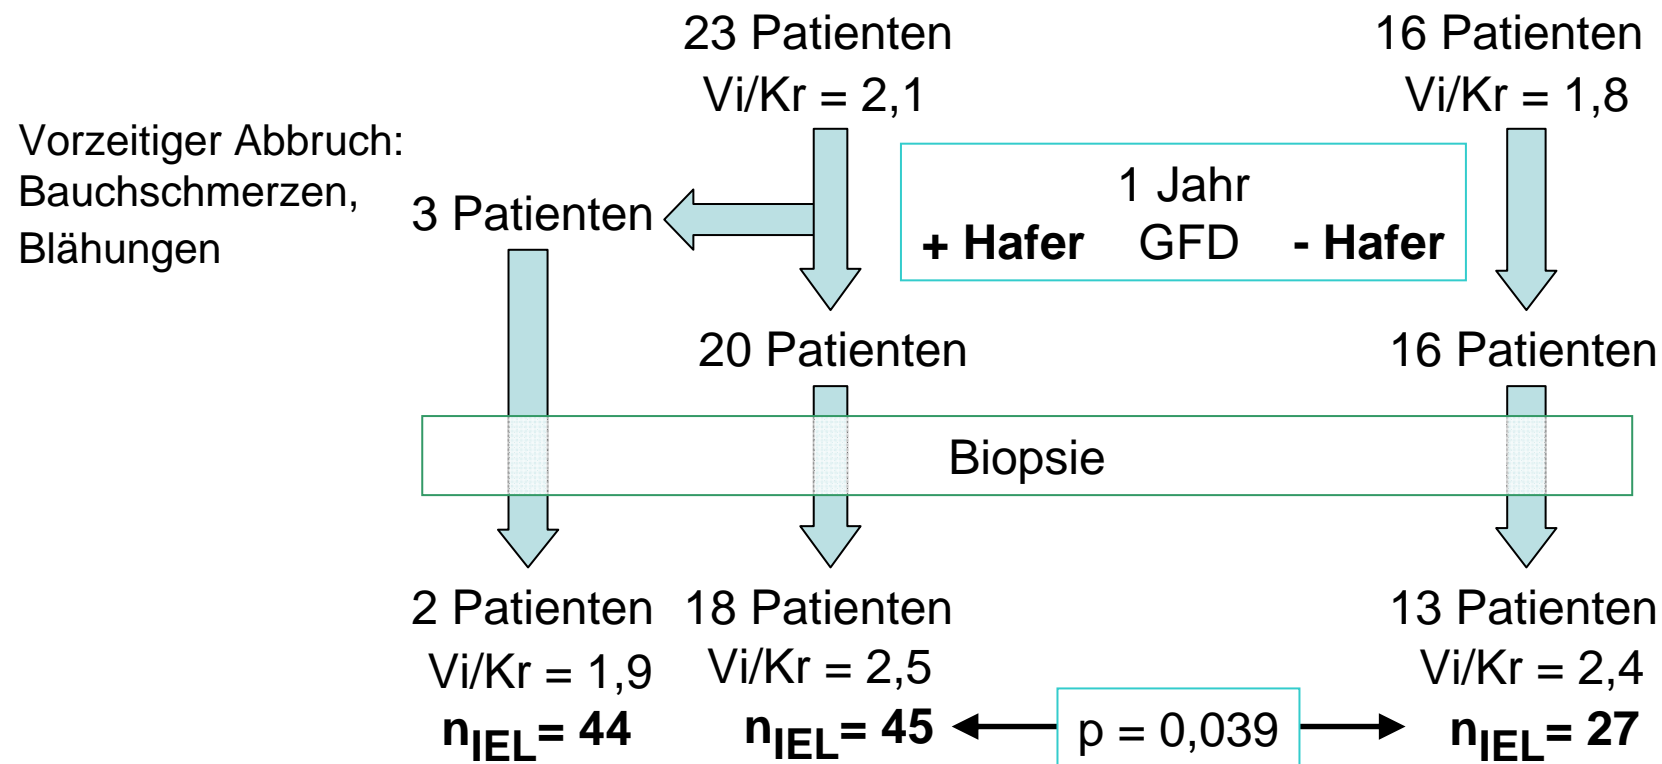 23 Patienten
Vi/Kr = 2,1
16 Patienten
Vi/Kr = 1,8
Vorzeitiger Abbruch:
Bauchschmerzen,
Blähungen
3 Patienten
1 Jahr
+ Hafer GFD - Hafer
20 Patienten
16 Patienten
Biopsie
2 Patienten
Vi/Kr = 1,9
nIEL= 44
18 Patienten
Vi/Kr = 2,5
nIEL= 45
p = 0,039
13 Patienten
Vi/Kr = 2,4
nIEL= 27